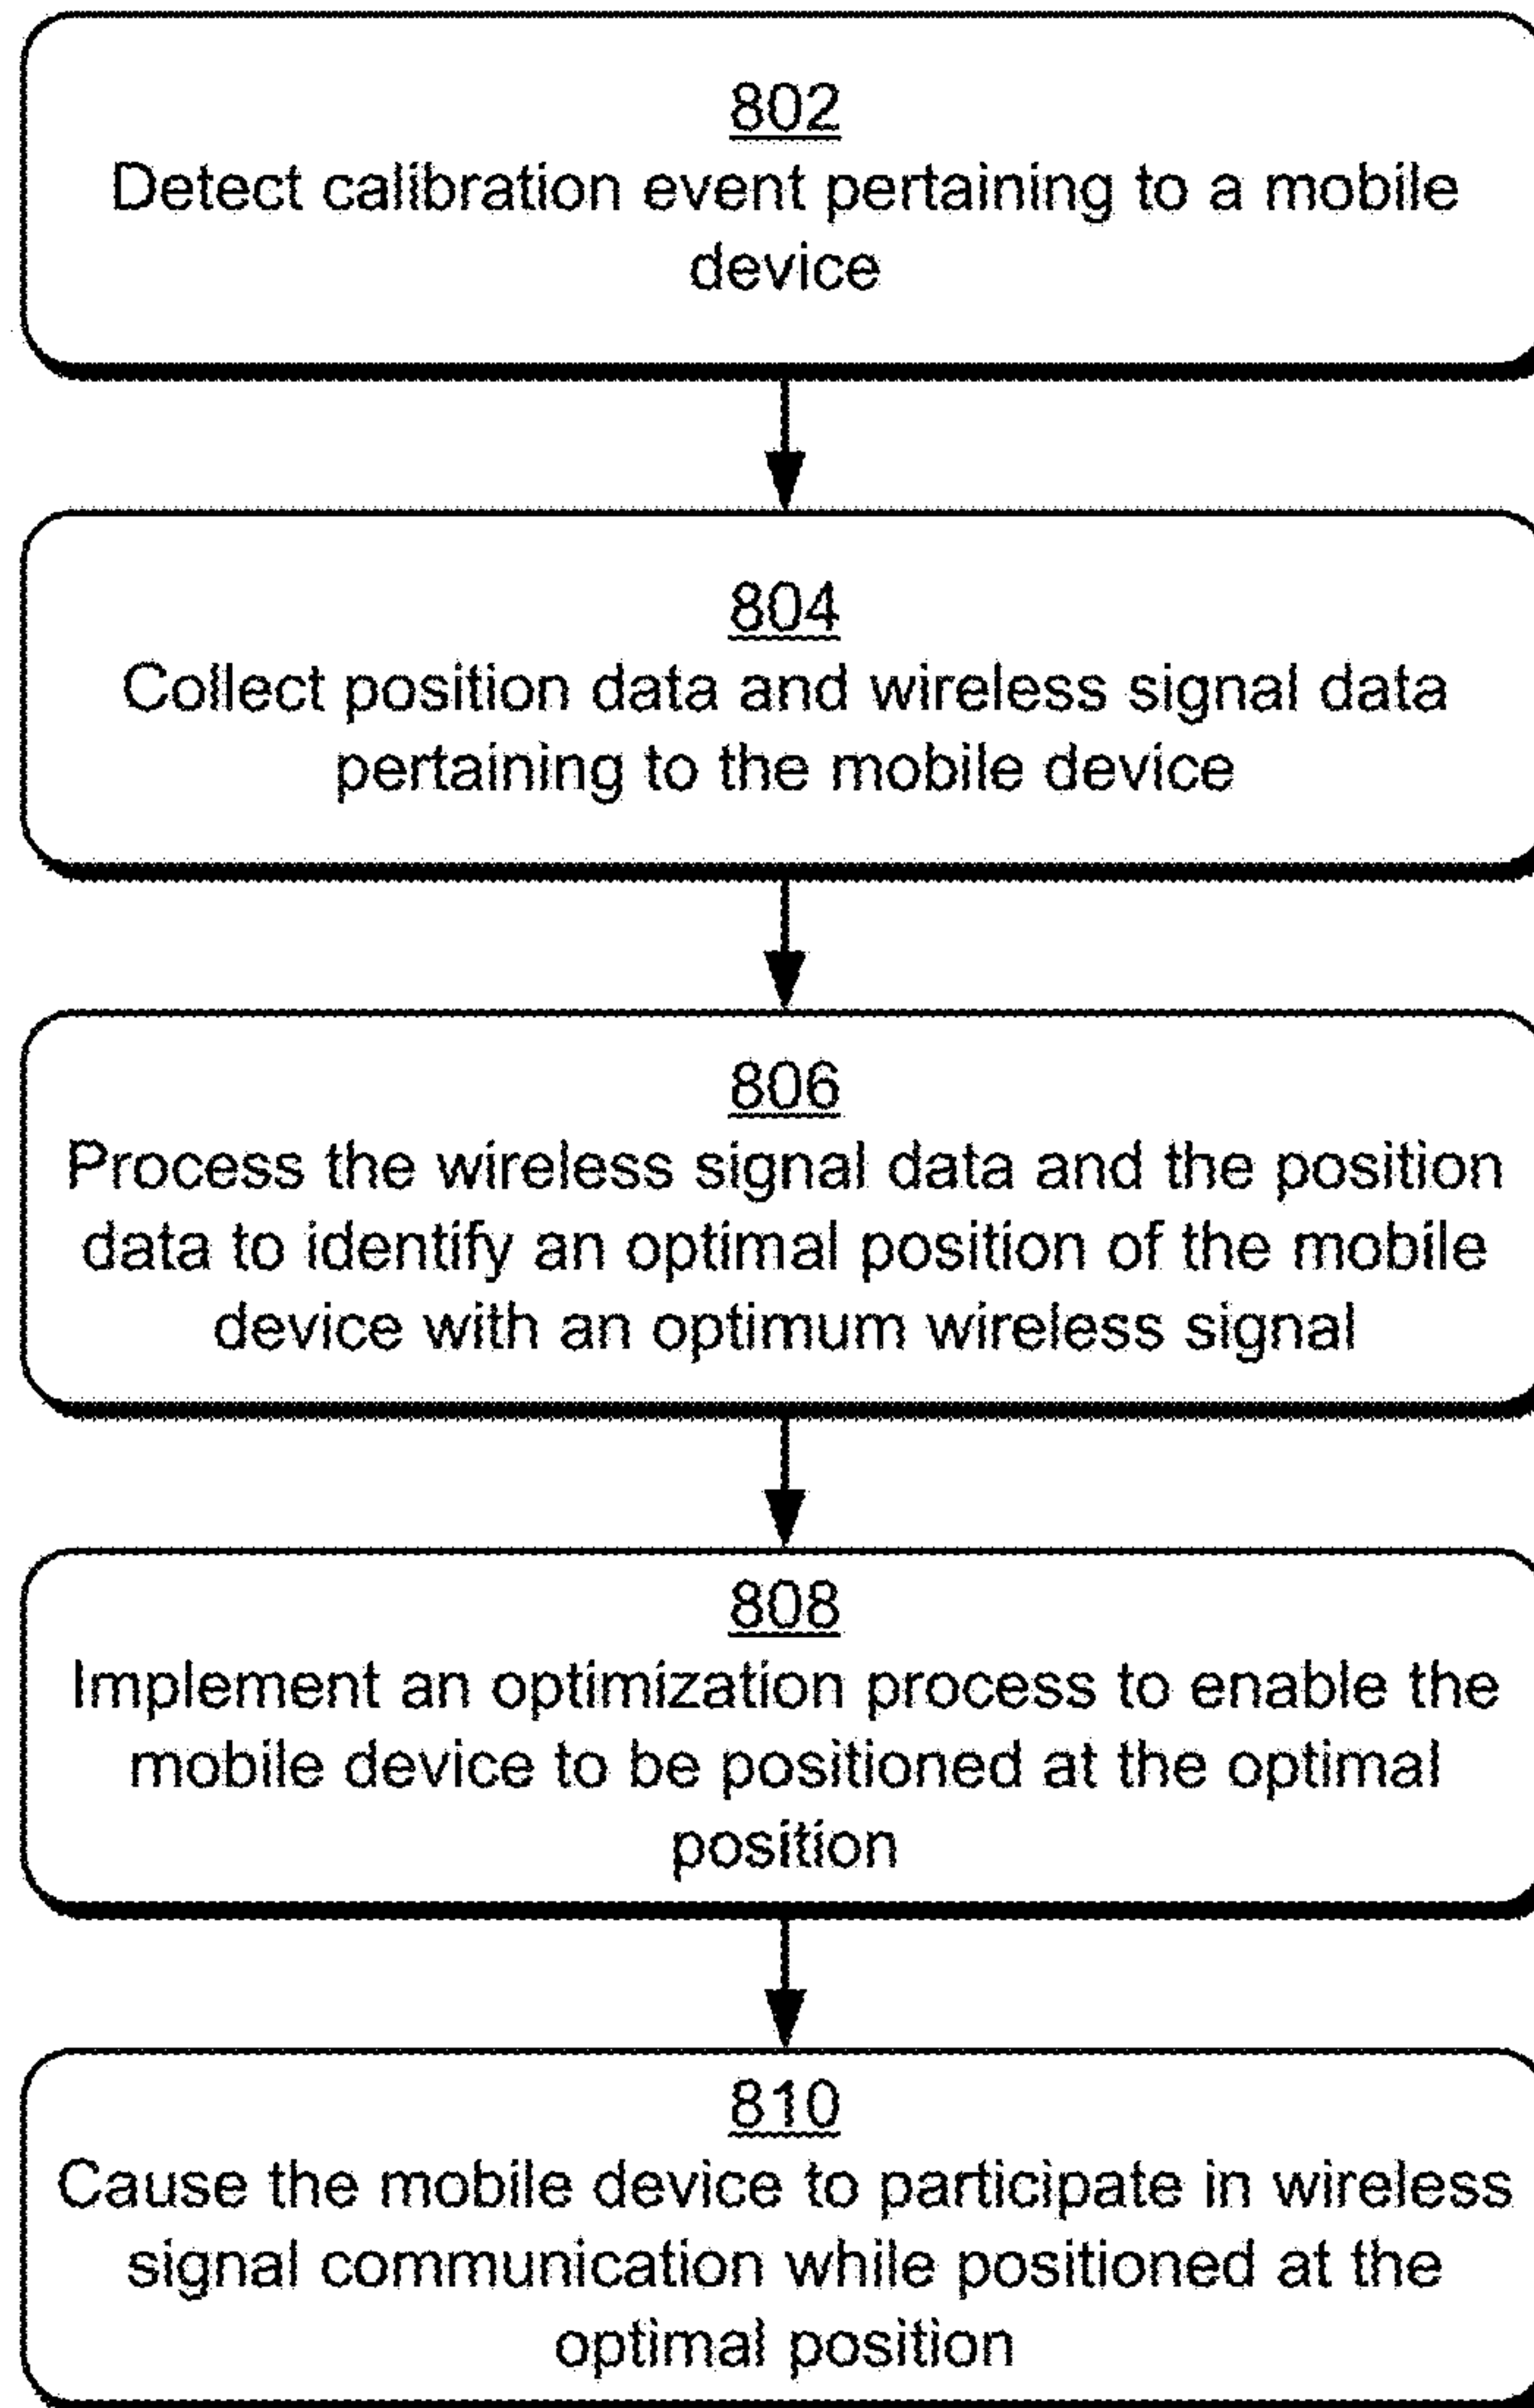 802
Detect calibration event pertaining to a mobile
device
804
Collect position data and wireless signal data
pertaining to the mobile device
806
Process the wireless signal data and the position
data to identify an optimal position of the mobile
device with an optimum wireless signal
808
Implement an optimization process to enable the
mobile device to be positioned at the optimal
position
810
Cause the mobile device to participate in wireless
signal communication while positioned at the
optimal position